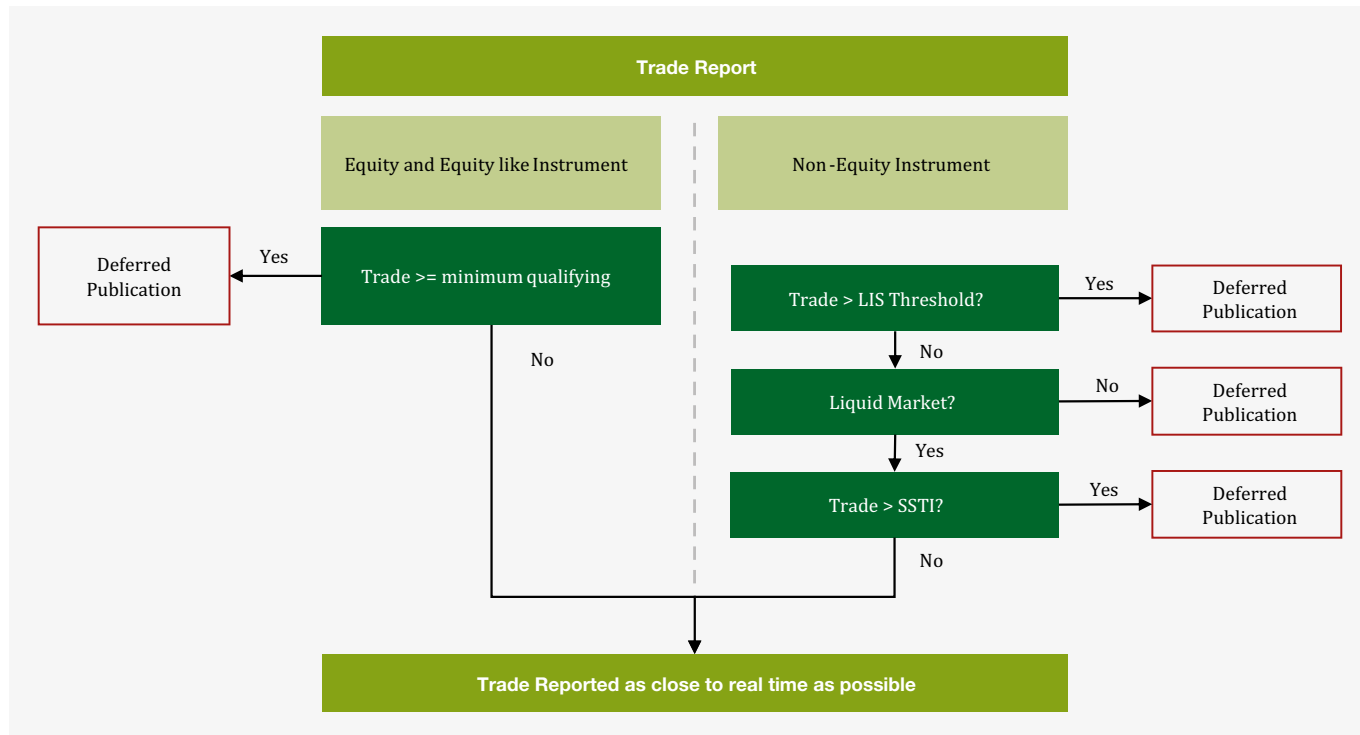 Trade Report
Equity and Equity like Instrument
Non-Equity Instrument
Deferred
Publication
Yes
Trade >= minimum qualifying
No
Trade > LIS Threshold?
Yes
Deferred
Publication
No
Liquid Market?
No
Deferred
Publication
Yes
Trade > SSTI?
Yes
Deferred
Publication
No
Trade Reported as close to real time as possible